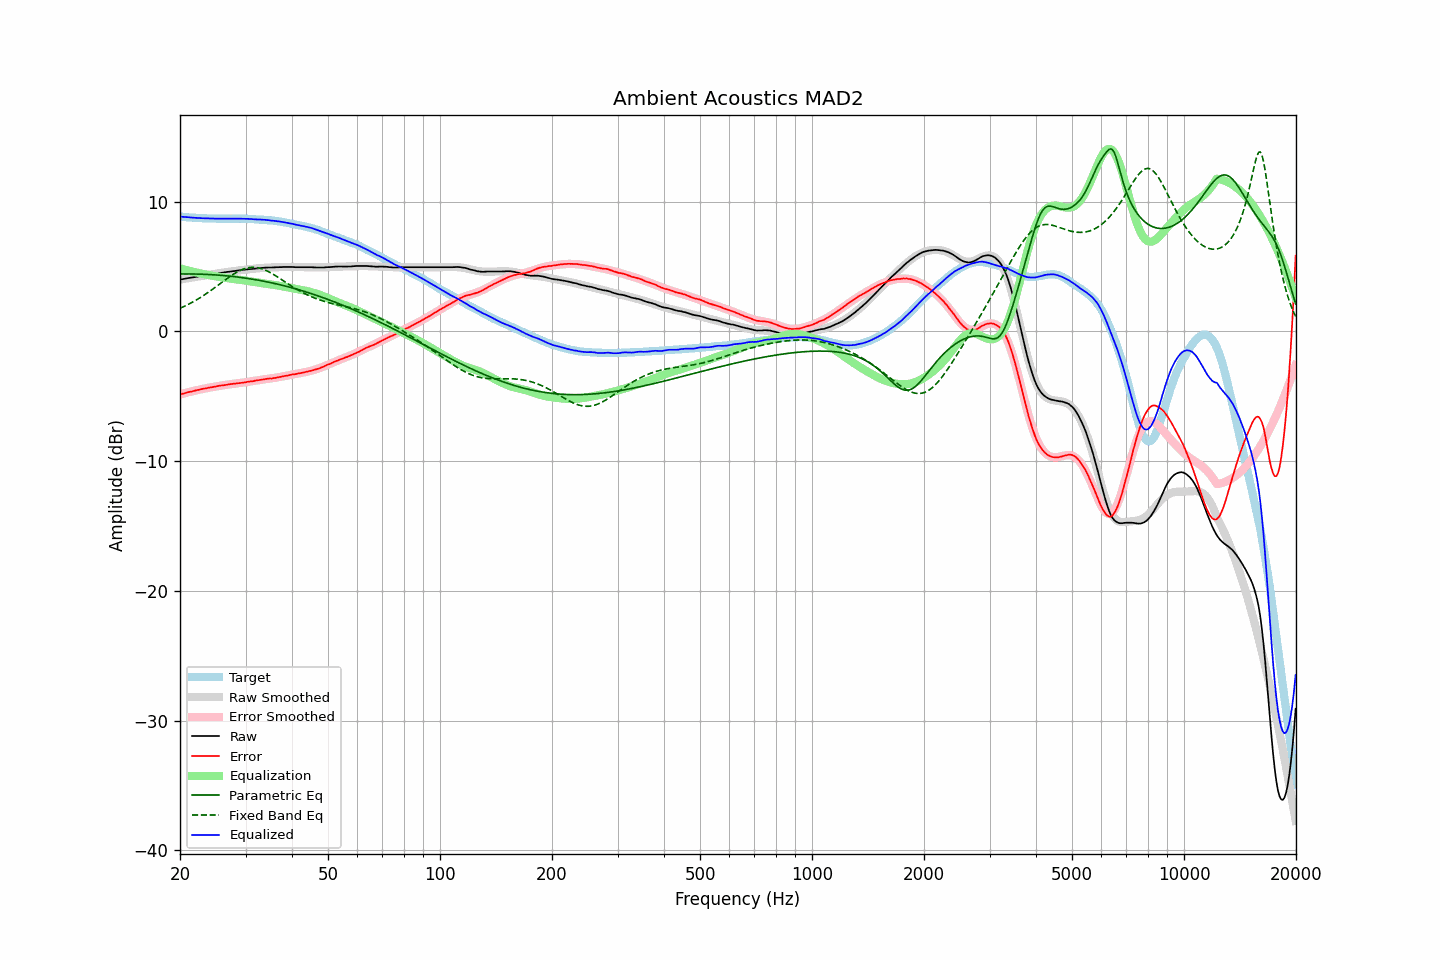 Ambient Acoustics MAD2
Amplitude (dBr)
10
0
−10
−20
−30
−40
Target
Raw Smoothed
Error Smoothed
Raw
Error
Equalization
Parametric Eq
Fixed Band Eq
Equalized
20 50 100 200 500 1000 2000 5000 10000 20000
Frequency (Hz)